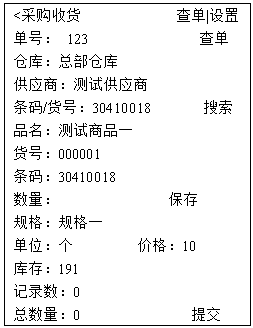 <采购收货 查单|设置
单号： 123 查单
仓库：总部仓库
供应商：测试供应商
条码/货号：30410018 搜索
品名：测试商品一
货号：000001
条码：30410018
数量： 保存
规格：规格一
单位：个 价格：10
库存：191
记录数：0
总数量：0 提交